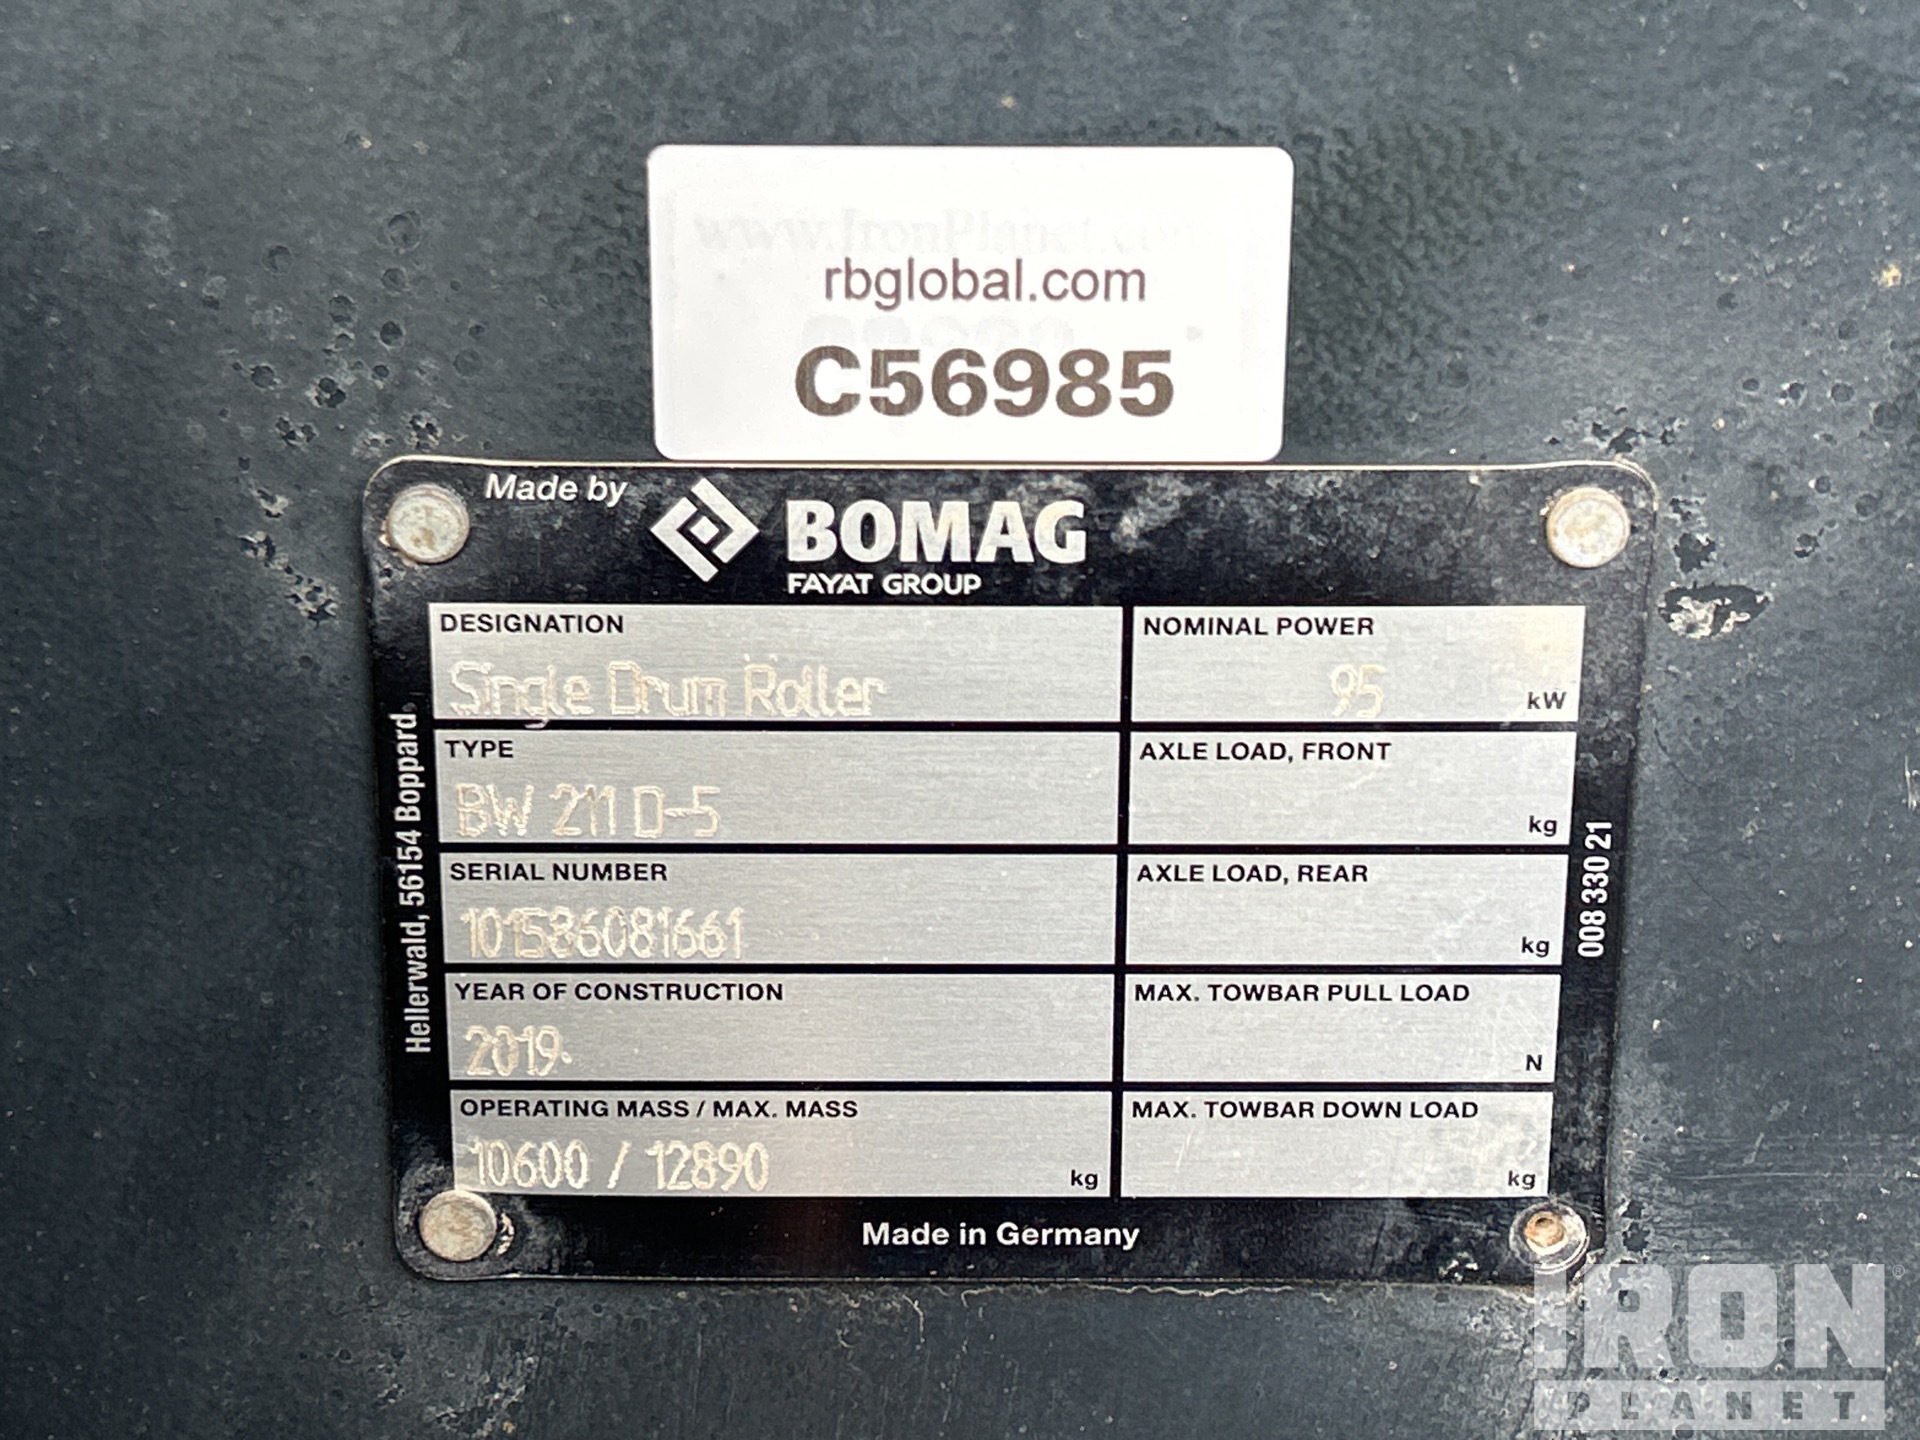 rbglobal.com
C56985
Made by
BOMAG
FAYAT GROUP
DESIGNATION
Single Drum Roller
NOMINAL POWER
95 kW
TYPE
BW 211 D-5
AXLE LOAD, FRONT
kg
SERIAL NUMBER
101586081661
AXLE LOAD, REAR
kg
YEAR OF CONSTRUCTION
2019
MAX. TOWBAR PULL LOAD
N
OPERATING MASS / MAX. MASS
10600 / 12890 kg
MAX. TOWBAR DOWN LOAD
kg
Made in Germany
Hellerwald, 56154 Boppard
008 330 21
IRON
PLANET
®